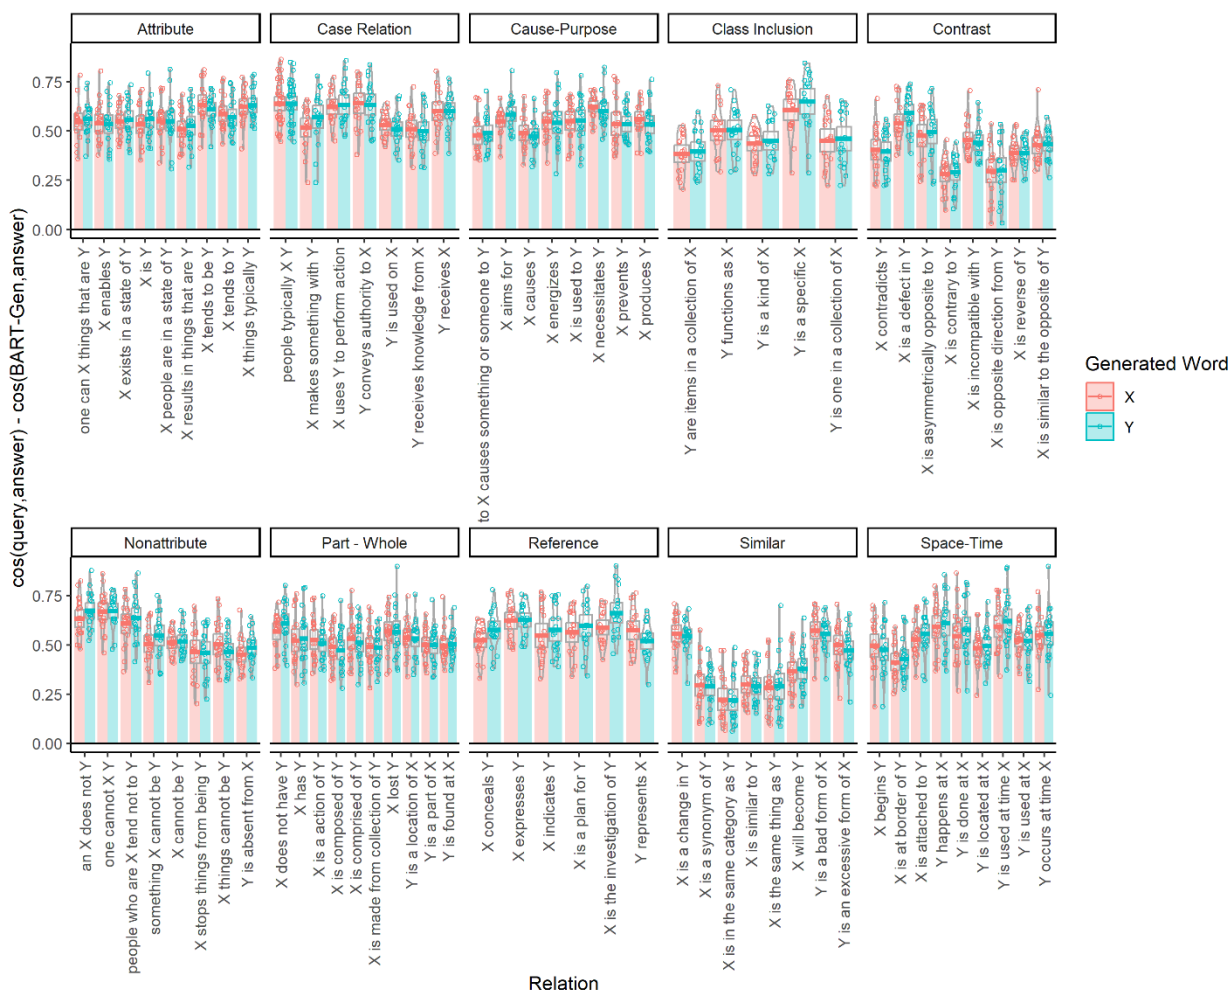 Attribute
Case Relation
Cause-Purpose
Class Inclusion
Contrast
cos(query,answer) - cos(BART-Gen,answer)
0.75
0.50
0.25
0.00
one can X things that are Y
X enables Y
X exists in a state of Y
X is Y
X people are in a state of Y
X results in things that are Y
X tends to be Y
X tends to Y
X things typically Y
people typically X Y
X makes something with Y
X uses Y to perform action
Y conveys authority to X
Y is used on X
Y receives knowledge from X
Y receives X
to X causes something or someone to Y
X aims for Y
X causes Y
X energizes Y
X is used to Y
X necessitates Y
X prevents Y
X produces Y
Y are items in a collection of X
Y functions as X
Y is a kind of X
Y is a specific X
Y is one in a collection of X
X contradicts Y
X is a defect in Y
X is asymmetrically opposite to Y
X is contrary to Y
X is incompatible with Y
X is opposite direction from Y
X is reverse of Y
X is similar to the opposite of Y
Generated Word
X
Y
Nonattribute
Part - Whole
Reference
Similar
Space-Time
0.75
0.50
0.25
0.00
an X does not Y
one cannot X Y
people who are X tend not to Y
something X cannot be Y
X cannot be Y
X stops things from being Y
X things cannot be Y
Y is absent from X
X does not have Y
X has Y
X is a action of Y
X is composed of Y
X is comprised of Y
X is made from collection of Y
X lost Y
Y is a location of X
Y is a part of X
Y is found at X
X conceals Y
X expresses Y
X indicates Y
X is a plan for Y
X is the investigation of Y
Y represents X
X is a change in Y
X is a synonym of Y
X is in the same category as Y
X is similar to Y
X is the same thing as Y
X will become Y
Y is a bad form of X
Y is an excessive form of X
X begins Y
X is at border of Y
X is attached to Y
Y happens at X
Y is done at X
Y is located at X
Y is used at time X
Y is used at X
Y occurs at time X
Relation